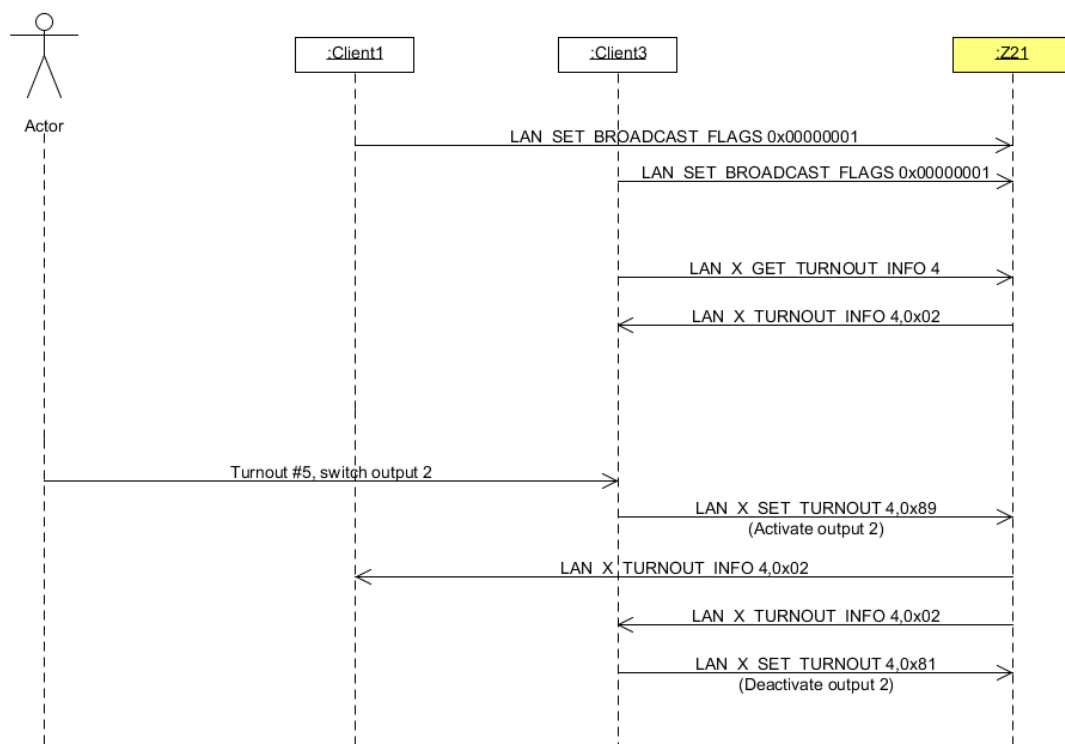 :Client1
:Client3
:Z21
Actor
LAN_SET_BROADCAST_FLAGS 0x00000001
LAN_SET_BROADCAST_FLAGS 0x00000001
LAN_X_GET_TURNOUT_INFO 4
LAN_X_TURNOUT_INFO 4,0x02
Turnout #5, switch output 2
LAN_X_SET_TURNOUT 4,0x89
(Activate output 2)
LAN_X_TURNOUT_INFO 4,0x02
LAN_X_TURNOUT_INFO 4,0x02
LAN_X_SET_TURNOUT 4,0x81
(Deactivate output 2)